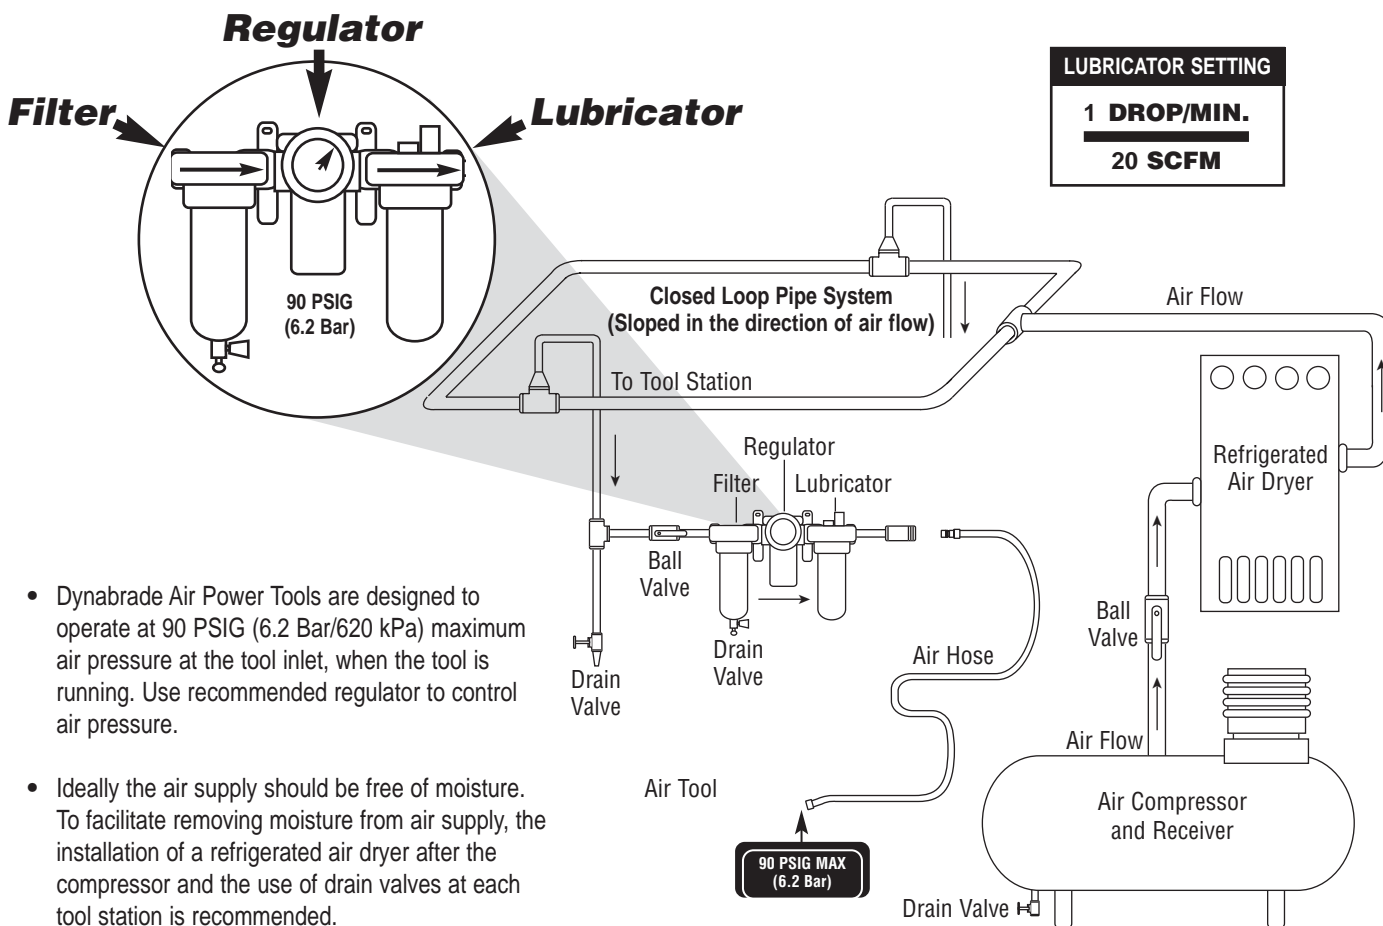 Regulator
Filter
Lubricator
90 PSIG
(6.2 Bar)
LUBRICATOR SETTING
1 DROP/MIN.
20 SCFM
Closed Loop Pipe System
(Sloped in the direction of air flow)
Air Flow
To Tool Station
Refrigerated
Air Dryer
Regulator
Filter
Lubricator
Ball
Valve
Drain
Valve
Drain
Valve
Air Hose
Ball
Valve
Air Flow
Air Tool
90 PSIG MAX
(6.2 Bar)
Air Compressor
and Receiver
Drain Valve
• Dynabrade Air Power Tools are designed to
operate at 90 PSIG (6.2 Bar/620 kPa) maximum
air pressure at the tool inlet, when the tool is
running. Use recommended regulator to control
air pressure.
• Ideally the air supply should be free of moisture.
To facilitate removing moisture from air supply, the
installation of a refrigerated air dryer after the
compressor and the use of drain valves at each
tool station is recommended.